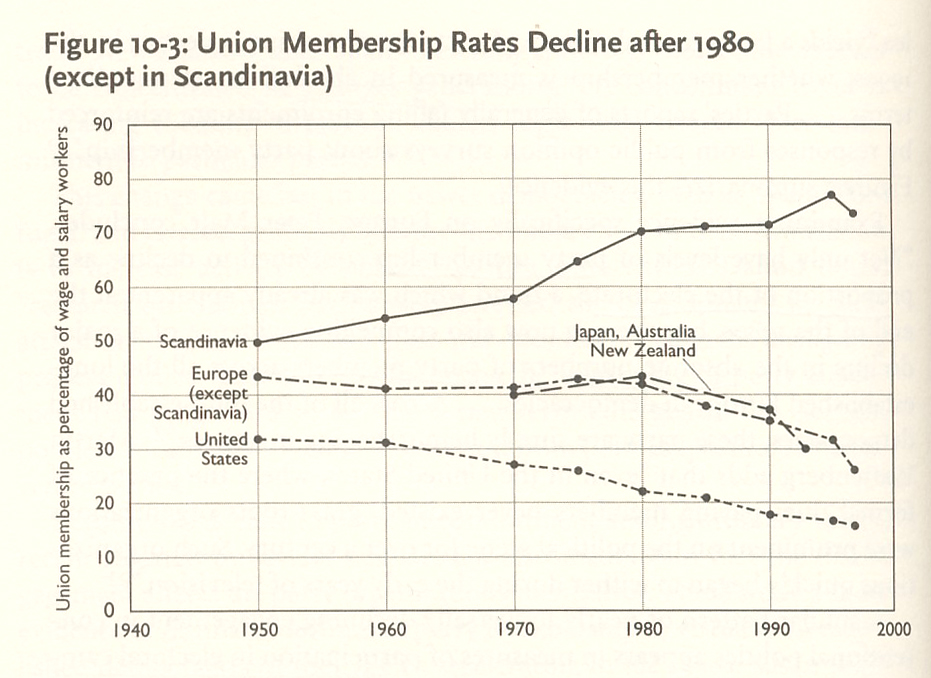 Figure 10-3: Union Membership Rates Decline after 1980
(except in Scandinavia)
Union membership as percentage of wage and salary workers
90
80
70
60
50
40
30
20
10
0
Scandinavia
Europe
(except
Scandinavia)
United
States
Japan, Australia
New Zealand
1940 1950 1960 1970 1980 1990 2000